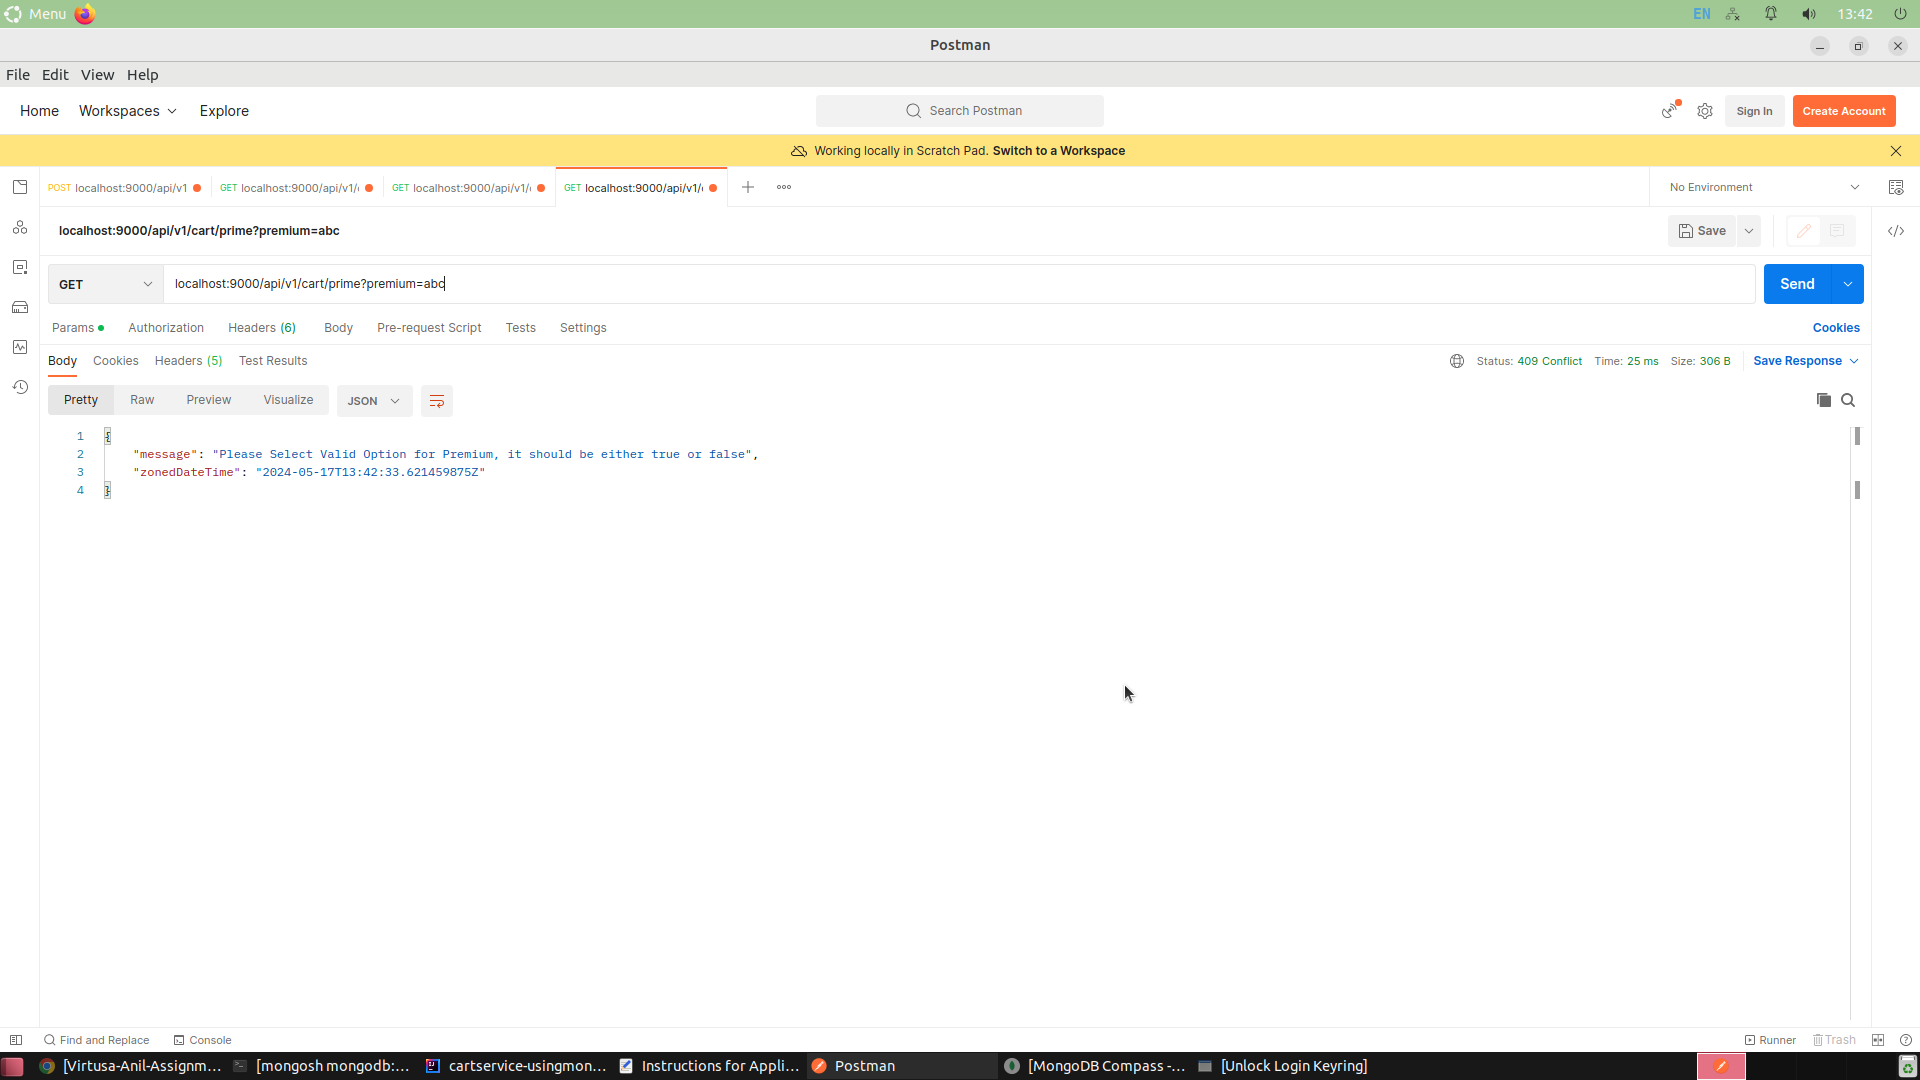 Menu
EN
13:42
Postman
File Edit View Help
Home Workspaces Explore
Search Postman
Sign In
Create Account
Working locally in Scratch Pad. Switch to a Workspace
POST localhost:9000/api/v1
GET localhost:9000/api/v1/
GET localhost:9000/api/v1/
GET localhost:9000/api/v1/
No Environment
localhost:9000/api/v1/cart/prime?premium=abc
Save
</>
GET
localhost:9000/api/v1/cart/prime?premium=abc
Send
Params Authorization Headers (6) Body Pre-request Script Tests Settings
Cookies
Body Cookies Headers (5) Test Results
Status: 409 Conflict Time: 25 ms Size: 306 B
Save Response
Pretty Raw Preview Visualize
JSON
1 {
2 "message": "Please Select Valid Option for Premium, it should be either true or false",
3 "zonedDateTime": "2024-05-17T13:42:33.621459875Z"
4 }
Find and Replace Console
Runner Trash
[Virtusa-Anil-Assignm...
[mongosh mongodb:...
cartservice-usingmon...
Instructions for Appli...
Postman
[MongoDB Compass -...
[Unlock Login Keyring]